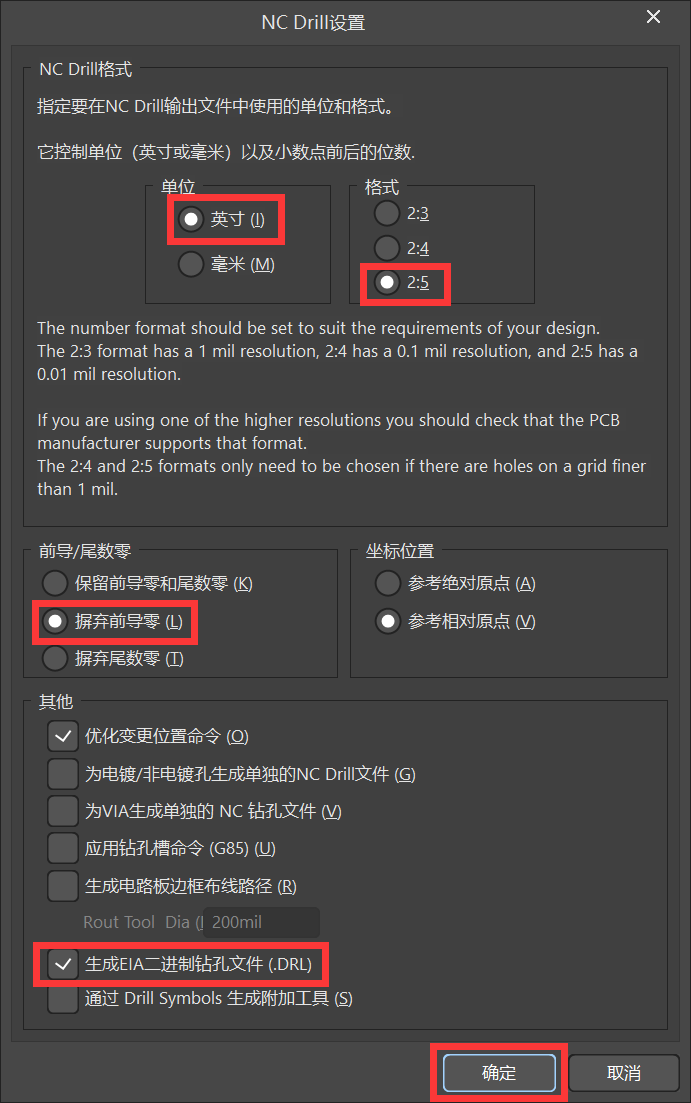 NC Drill设置
NC Drill格式
指定要在NC Drill输出文件中使用的单位和格式。
它控制单位（英寸或毫米）以及小数点前后的位数.
单位
英寸 (I)
毫米 (M)
格式
2:3
2:4
2:5
The number format should be set to suit the requirements of your design.
The 2:3 format has a 1 mil resolution, 2:4 has a 0.1 mil resolution, and 2:5 has a
0.01 mil resolution.
If you are using one of the higher resolutions you should check that the PCB
manufacturer supports that format.
The 2:4 and 2:5 formats only need to be chosen if there are holes on a grid finer
than 1 mil.
前导/尾数零
保留前导零和尾数零 (K)
摒弃前导零 (L)
摒弃尾数零 (T)
坐标位置
参考绝对原点 (A)
参考相对原点 (V)
其他
优化变更位置命令 (O)
为电镀/非电镀孔生成单独的NC Drill文件 (G)
为VIA生成单独的 NC 钻孔文件 (V)
应用钻孔槽命令 (G85) (U)
生成电路板边框布线路径 (R)
Rout Tool Dia ( 200mil
生成EIA二进制钻孔文件 (.DRL)
通过 Drill Symbols 生成附加工具 (S)
确定
取消